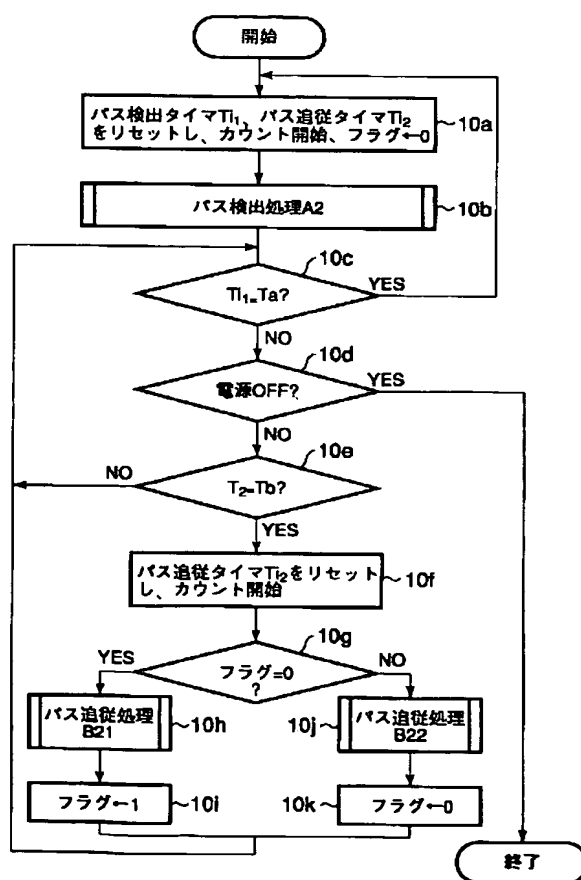 開始
パス検出タイマTi₁、パス追従タイマTi₂
をリセットし、カウント開始、フラグ←0
10a
パス検出処理A2
10b
10c
Ti₁=Ta?
YES
NO
10d
電源OFF?
YES
NO
10e
NO
T₂=Tb?
YES
パス追従タイマTi₂をリセット
し、カウント開始
10f
10g
YES
フラグ=0
?
NO
パス追従処理
B21
10h
10j
パス追従処理
B22
フラグ←1
10i
10k
フラグ←0
終了